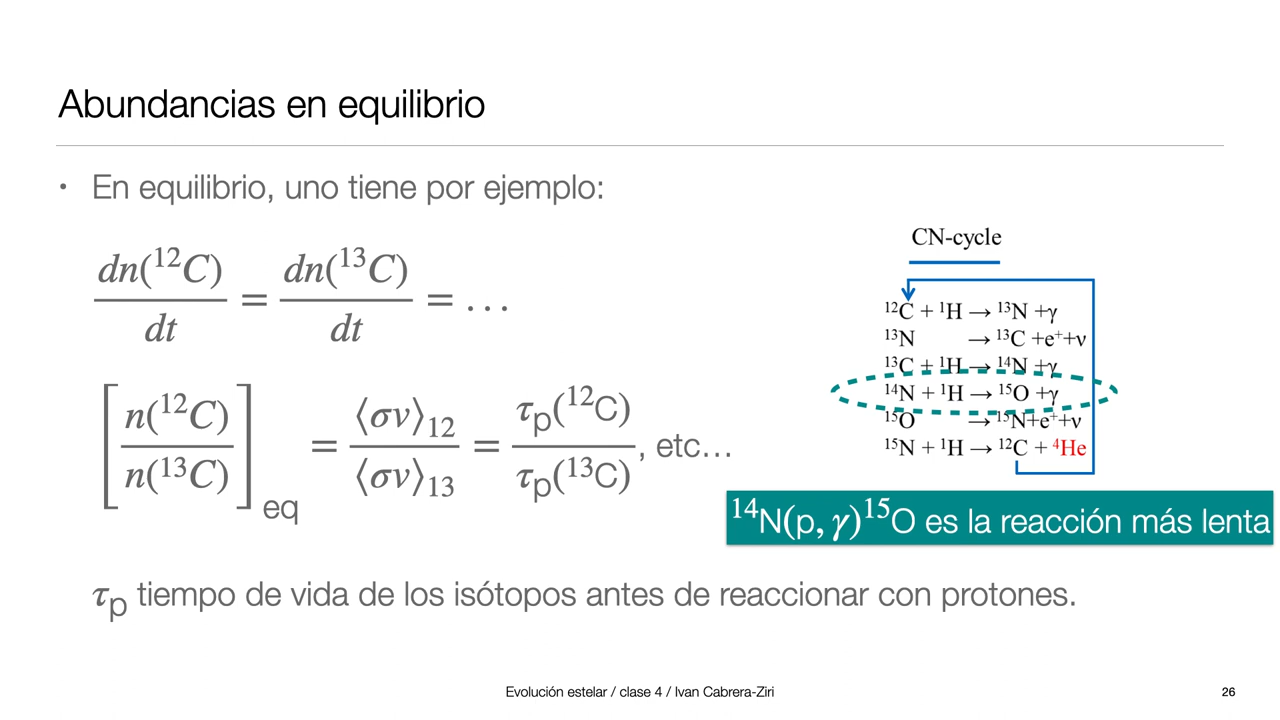 Abundancias en equilibrio
• En equilibrio, uno tiene por ejemplo:
dn(¹²C)/dt = dn(¹³C)/dt = ...
[n(¹²C)/n(¹³C)]eq = ⟨σv⟩₁₂/⟨σv⟩₁₃ = τp(¹²C)/τp(¹³C), etc…
τp tiempo de vida de los isótopos antes de reaccionar con protones.
CN-cycle
¹²C + ¹H → ¹³N +γ
¹³N → ¹³C +e⁺+ν
¹³C + ¹H → ¹⁴N +γ
¹⁴N + ¹H → ¹⁵O +γ
¹⁵O → ¹⁵N+e⁺+ν
¹⁵N + ¹H → ¹²C + ⁴He
¹⁴N(p, γ)¹⁵O es la reacción más lenta
Evolución estelar / clase 4 / Ivan Cabrera-Ziri
26